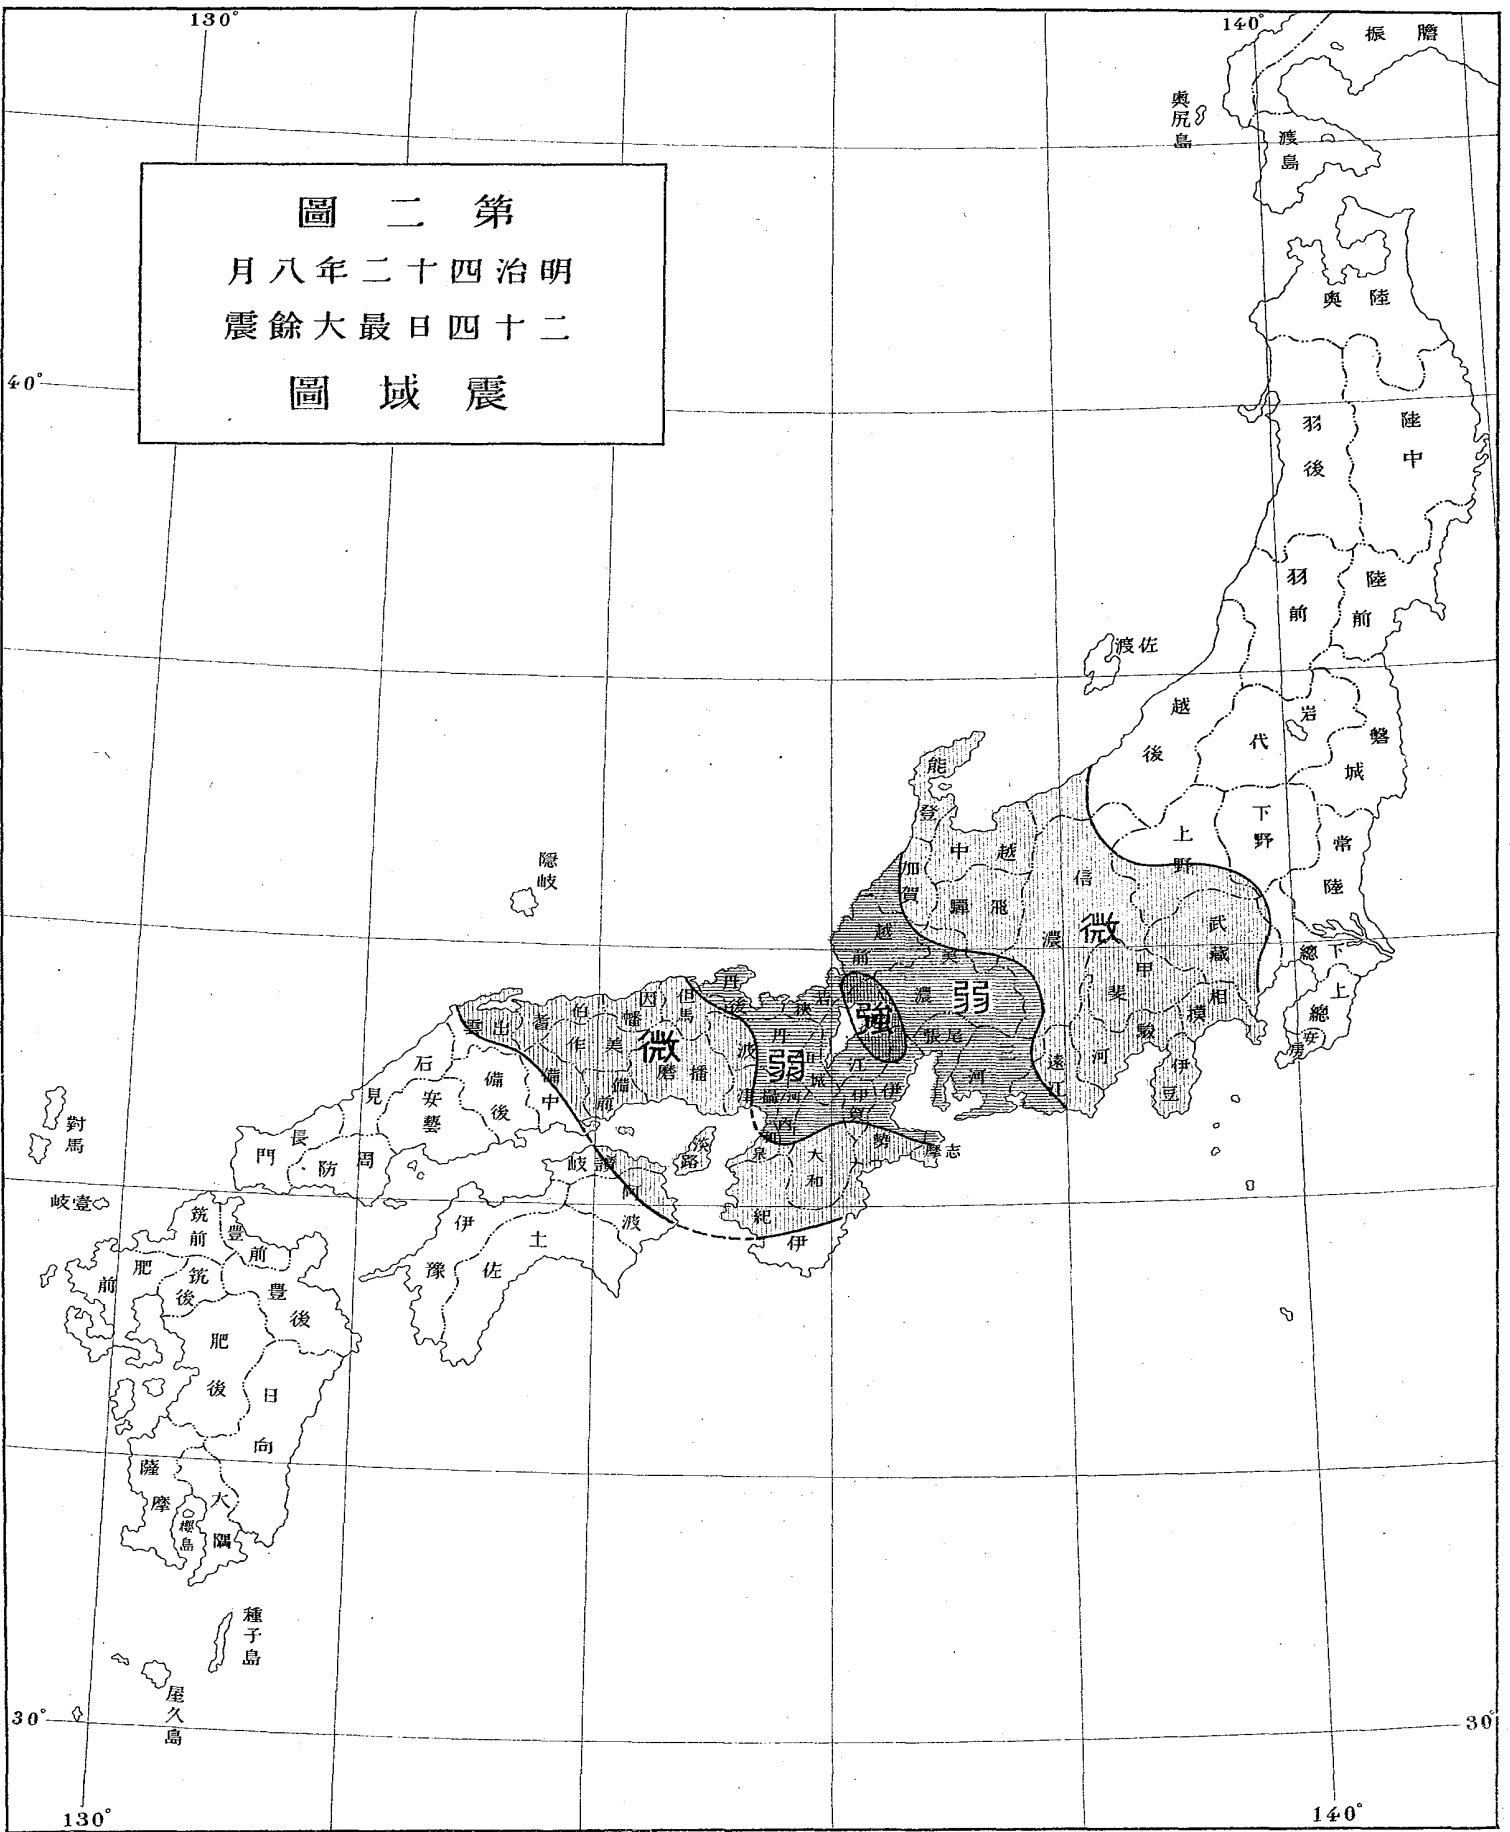 130°
140°
第二圖
明治四十二年八月
二十四日最大餘震
震域圖
膽振
奧尻島
渡島
陸奧
40°
羽後
陸中
羽前
陸前
佐渡
越後
岩代
磐城
下野
上野
常陸
能登
加賀
越中
飛驒
信濃
微
武藏
甲斐
相模
駿河
伊豆
遠江
下總
上總
安房
越前
美濃
弱
強
尾張
三河
若狹
丹後
丹波
弱
山城
近江
伊賀
伊勢
志摩
攝津
河內
和泉
大和
紀伊
隱岐
但馬
因幡
伯耆
出雲
美作
微
播磨
備前
備中
備後
安藝
石見
周防
長門
淡路
讚岐
阿波
土佐
伊豫
對馬
壹岐
筑前
豐前
筑後
肥前
豐後
肥後
日向
薩摩
大隅
櫻島
種子島
屋久島
30°
30°
130°
140°